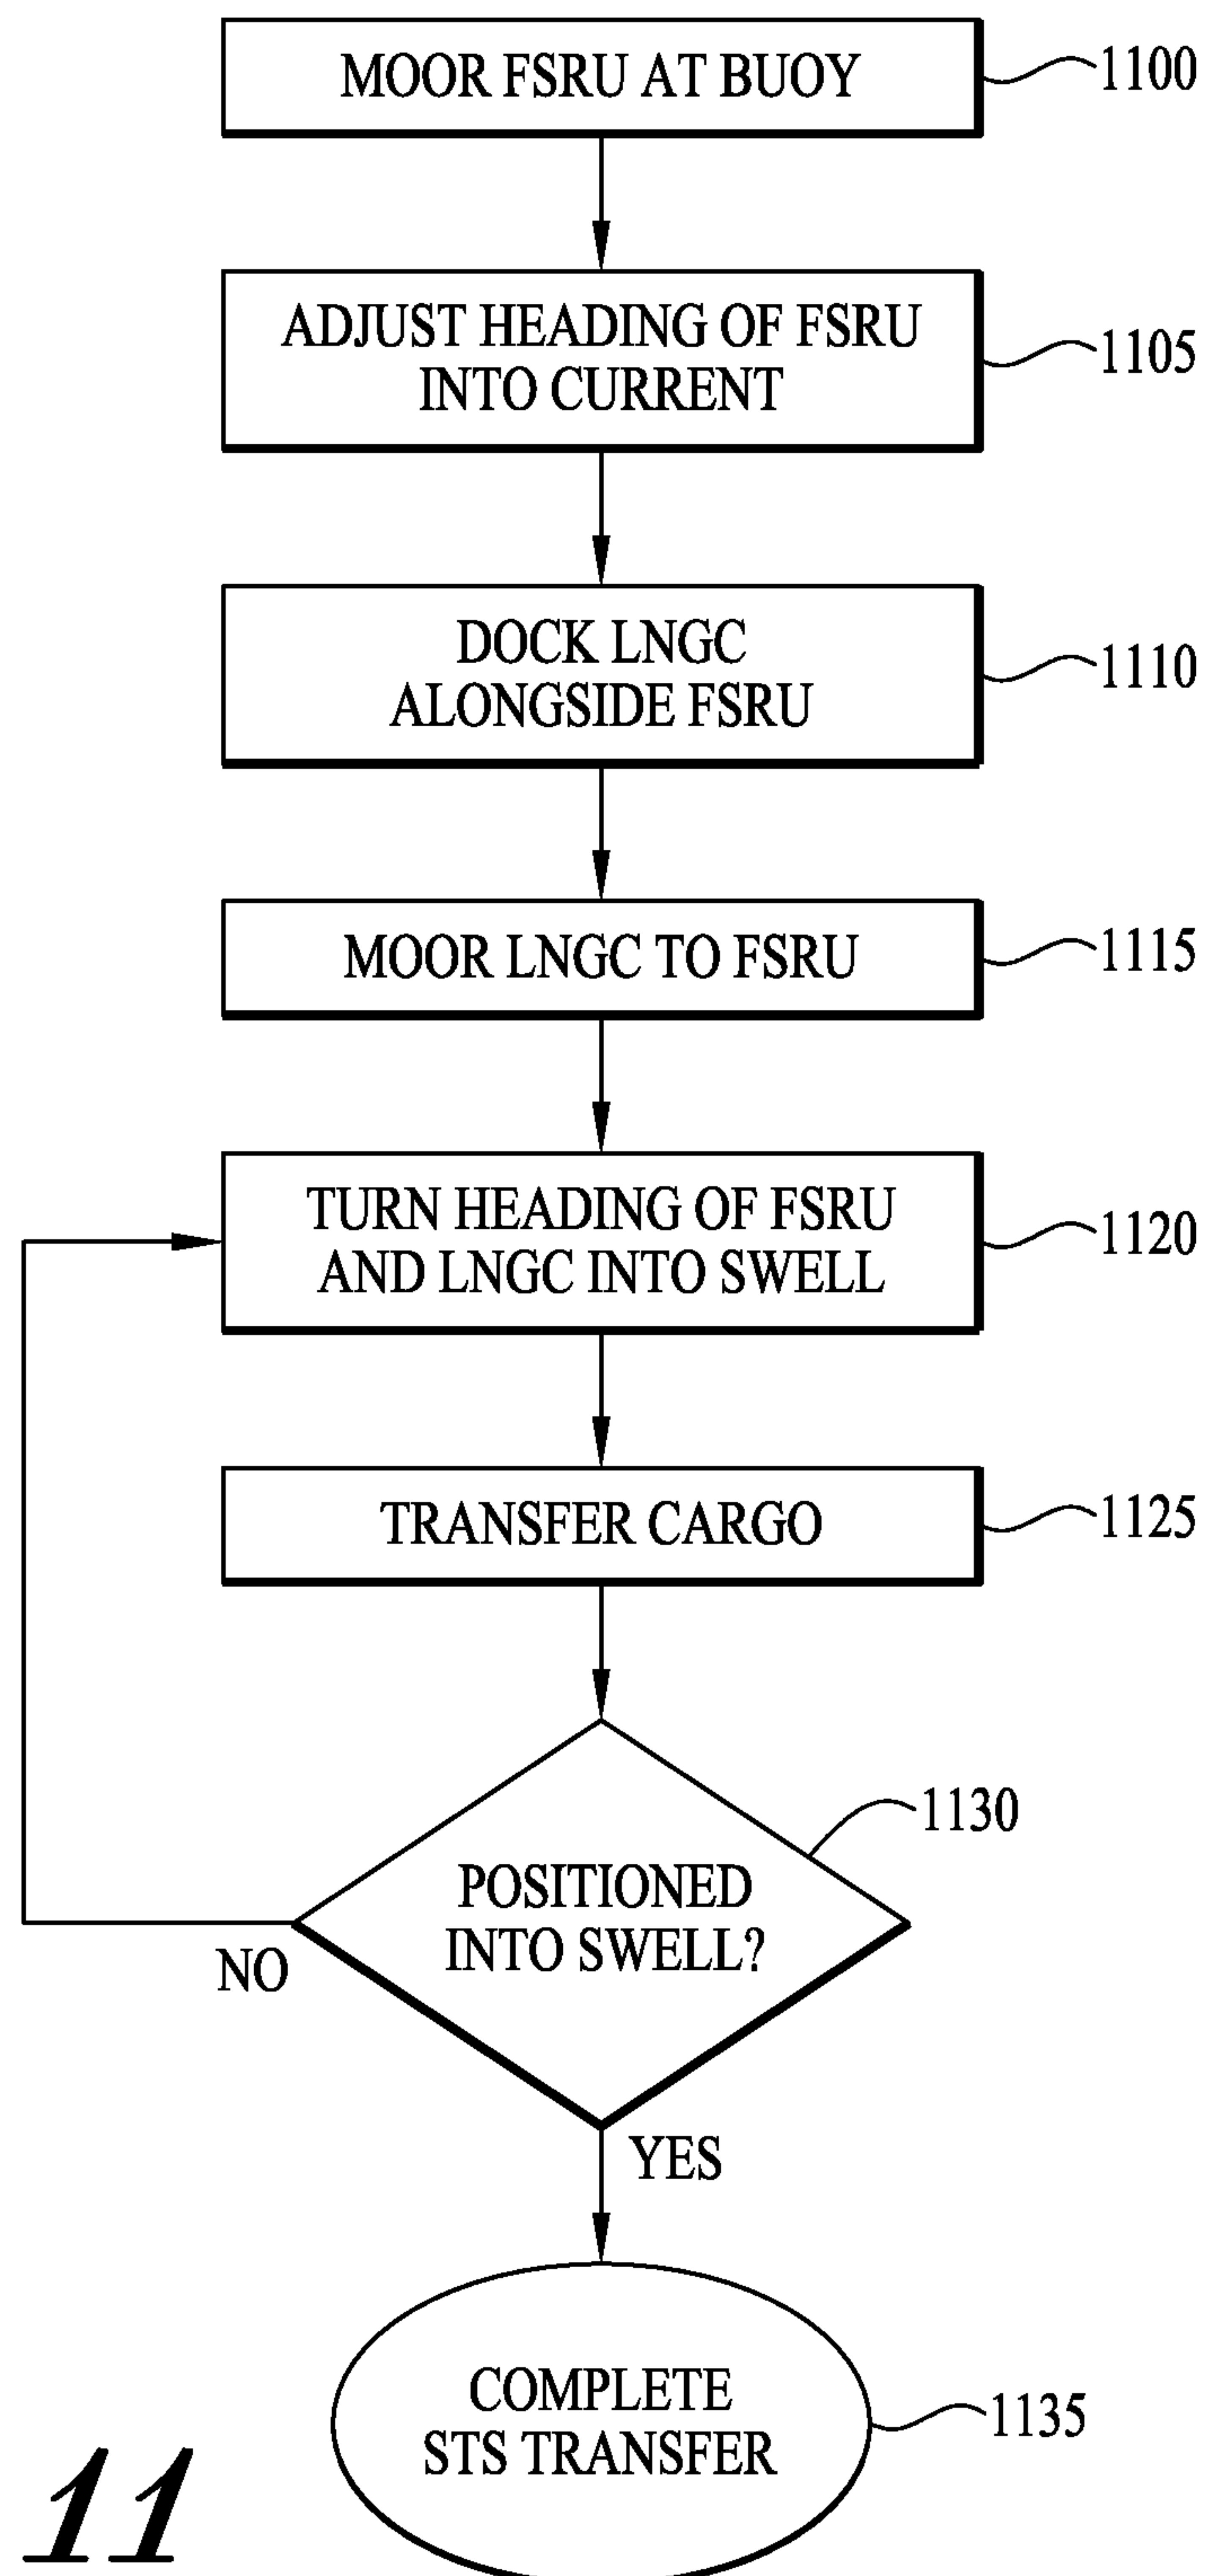 MOOR FSRU AT BUOY
1100
ADJUST HEADING OF FSRU
INTO CURRENT
1105
DOCK LNGC
ALONGSIDE FSRU
1110
MOOR LNGC TO FSRU
1115
TURN HEADING OF FSRU
AND LNGC INTO SWELL
1120
TRANSFER CARGO
1125
1130
POSITIONED
INTO SWELL?
NO
YES
COMPLETE
STS TRANSFER
1135
11